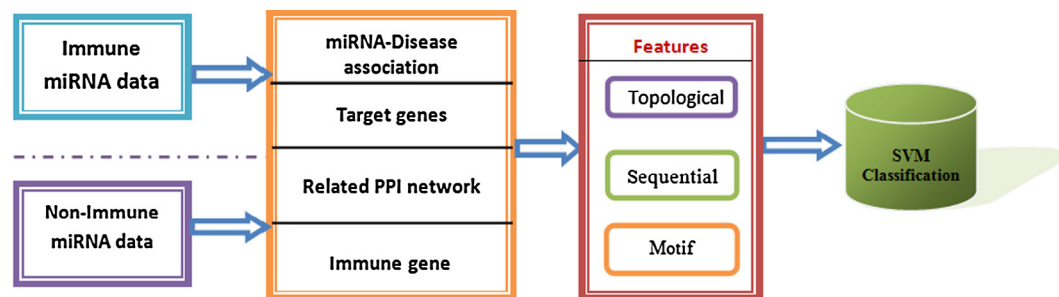 Immune
miRNA data
Non-Immune
miRNA data
miRNA-Disease
association
Target genes
Related PPI network
Immune gene
Features
Topological
Sequential
Motif
SVM
Classification